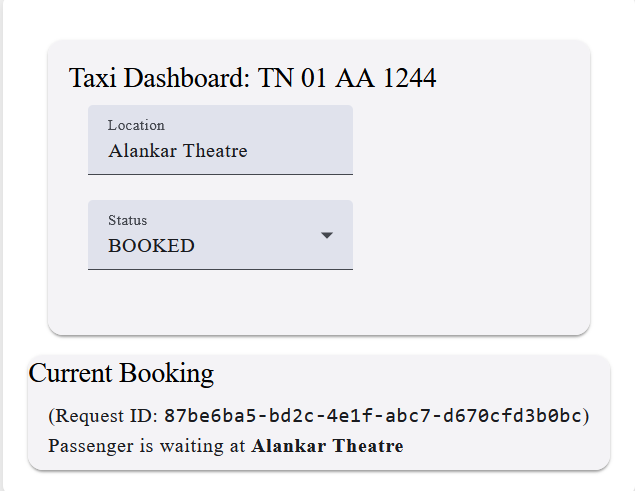 Taxi Dashboard: TN 01 AA 1244
Location
Alankar Theatre
Status
BOOKED
Current Booking
(Request ID: 87be6ba5-bd2c-4e1f-abc7-d670cfd3b0bc)
Passenger is waiting at Alankar Theatre